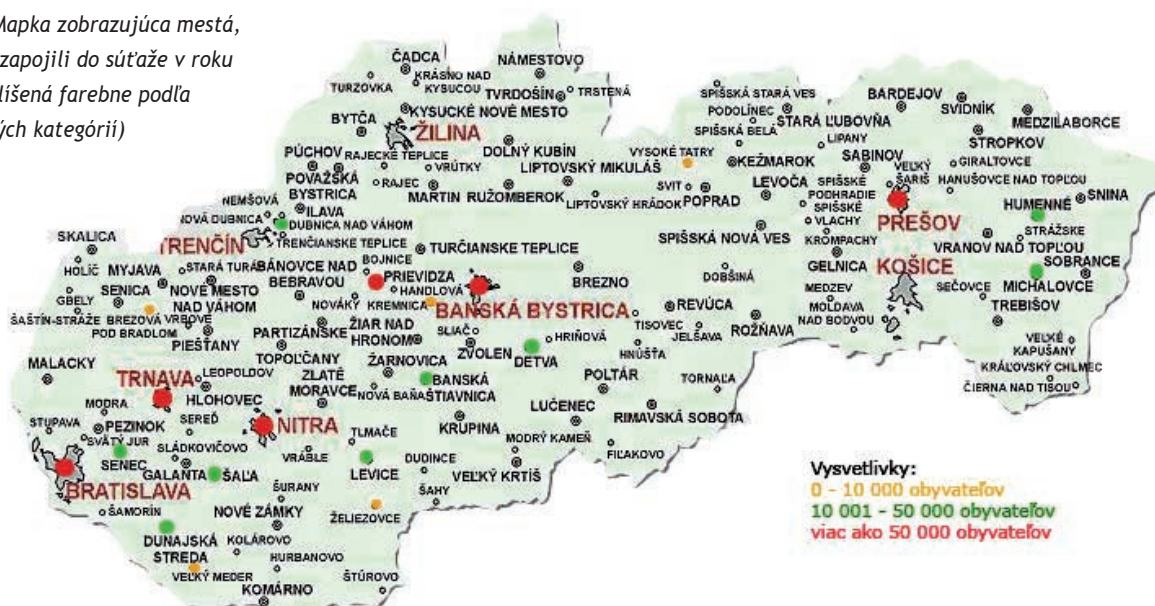 Mapka zobrazujúca mestá,
zapojili do súťaže v roku
líšená farebne podľa
ých kategórií)
ČADCA
NÁMESTOVO
KRÁSNO NAD
KYSUCOU
TURZOVKA
TVRDOŠÍN
TRSTENÁ
KYSUCKÉ NOVÉ MESTO
BYTČA
ŽILINA
SPIŠSKÁ STARÁ VES
PODOLÍNEC
STARÁ ĽUBOVŇA
SPIŠSKÁ BELÁ
BARDEJOV
SVIDNÍK
MEDZILABORCE
STROPKOV
LIPANY
PÚCHOV
RAJECKÉ TEPLICE
VRÚTKY
DOLNÝ KUBÍN
LIPTOVSKÝ MIKULÁŠ
VYSOKÉ TATRY
KEŽMAROK
SABINOV
VEĽKÝ
ŠARIŠ
GIRALTOVCE
POVAŽSKÁ
BYSTRICA
RAJEC
MARTIN
RUŽOMBEROK
LIPTOVSKÝ HRÁDOK
SVIT
POPRAD
LEVOČA
SPIŠSKÉ
PODHRADIE
HANUŠOVCE NAD TOPĽOU
SNINA
HUMENNÉ
NEMŠOVÁ
NOVÁ DUBNICA
ILAVA
DUBNICA NAD VÁHOM
SPIŠSKÉ
VLACHY
PREŠOV
STRÁŽSKE
SKALICA
TRENČÍN
TRENČIANSKE TEPLICE
TURČIANSKE TEPLICE
SPIŠSKÁ NOVÁ VES
KROMPACHY
VRANOV NAD TOPĽOU
SOBRANCE
HOLÍČ
MYJAVA
STARÁ TURÁ
BÁNOVCE NAD
BEBRAVOU
BOJNICE
PRIEVIDZA
HANDLOVÁ
BREZNO
DOBŠINÁ
GELNICA
KOŠICE
MICHALOVCE
GBELY
SENICA
NOVÉ MESTO
NAD VÁHOM
NOVÁKY
KREMNICA
BANSKÁ BYSTRICA
REVÚCA
MEDZEV
SEČOVCE
TREBIŠOV
ŠAŠTÍN-STRÁŽE
BREZOVÁ
POD BRADLOM
VRBOVÉ
PIEŠŤANY
PARTIZÁNSKE
ŽIAR NAD
HRONOM
SLIAČ
HRIŇOVÁ
TISOVEC
JELŠAVA
ROŽŇAVA
MOLDAVA
NAD BODVOU
MALACKY
TOPOĽČANY
ZVOLEN
DETVA
HNÚŠŤA
VEĽKÉ
KAPUŠANY
TRNAVA
LEOPOLDOV
ZLATÉ
MORAVCE
ŽARNOVICA
NOVÁ BAŇA
BANSKÁ
ŠTIAVNICA
POLTÁR
TORNAĽA
KRÁĽOVSKÝ CHLMEC
ČIERNA NAD TISOU
MODRA
HLOHOVEC
STUPAVA
PEZINOK
SEREĎ
NITRA
TLMAČE
KRUPINA
LUČENEC
RIMAVSKÁ SOBOTA
SVÄTÝ JUR
SENEC
SLÁDKOVIČOVO
GALANTA
ŠAĽA
VRÁBLE
LEVICE
DUDINCE
MODRÝ KAMEŇ
VEĽKÝ KRTÍŠ
FIĽAKOVO
BRATISLAVA
ŠURANY
ŠAHY
ŠAMORÍN
NOVÉ ZÁMKY
ŽELIEZOVCE
DUNAJSKÁ
STREDA
KOLÁROVO
VEĽKÝ MEDER
HURBANOVO
KOMÁRNO
ŠTÚROVO
Vysvetlivky:
0 - 10 000 obyvateľov
10 001 - 50 000 obyvateľov
viac ako 50 000 obyvateľov